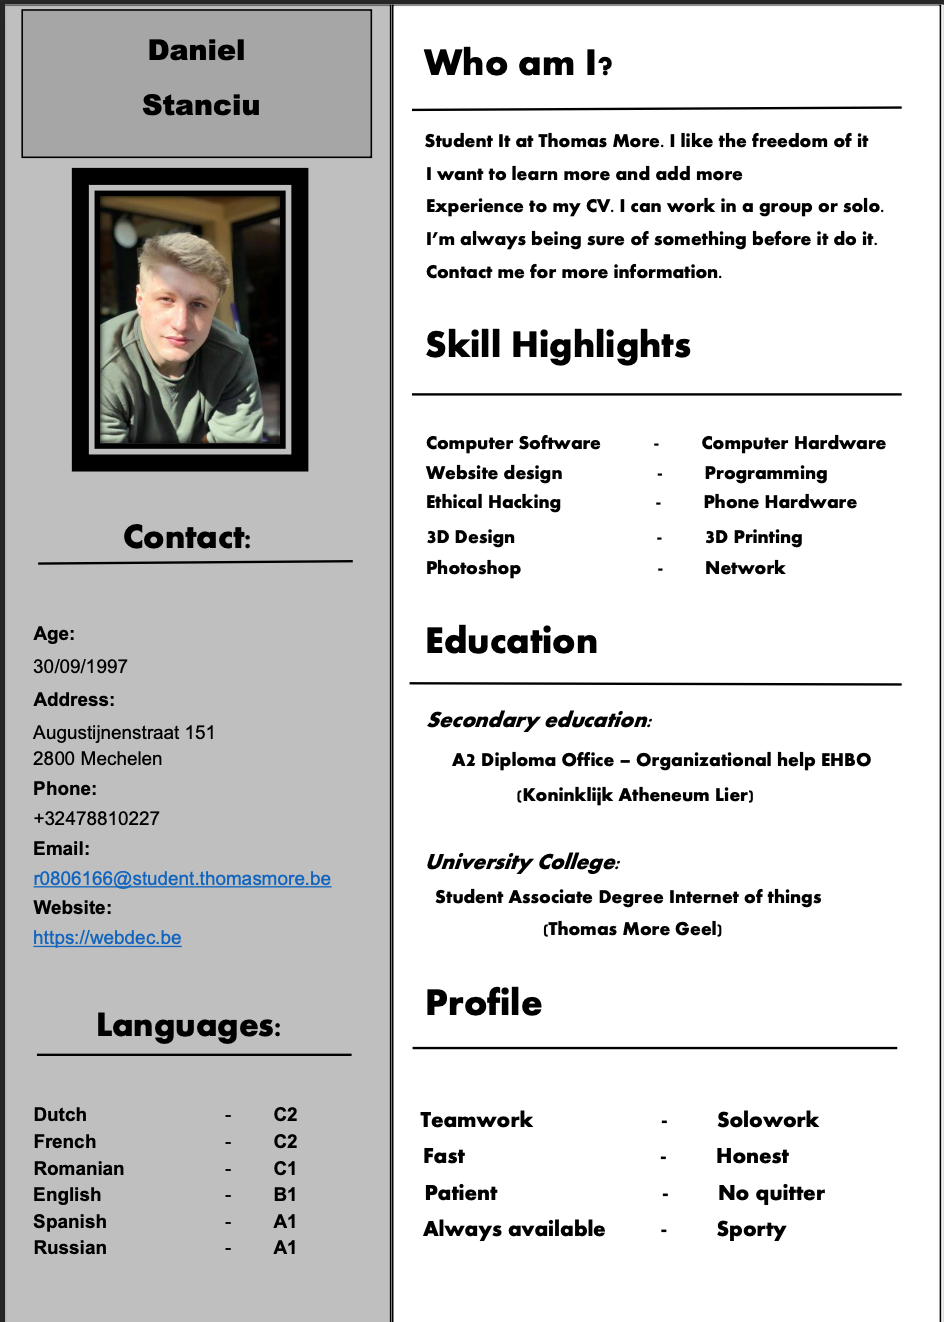 Daniel
Stanciu
Contact:
Age:
30/09/1997
Address:
Augustijnenstraat 151
2800 Mechelen
Phone:
+32478810227
Email:
r0806166@student.thomasmore.be
Website:
https://webdec.be
Languages:
Dutch - C2
French - C2
Romanian - C1
English - B1
Spanish - A1
Russian - A1
Who am I?
Student It at Thomas More. I like the freedom of it
I want to learn more and add more
Experience to my CV. I can work in a group or solo.
I’m always being sure of something before it do it.
Contact me for more information.
Skill Highlights
Computer Software - Computer Hardware
Website design - Programming
Ethical Hacking - Phone Hardware
3D Design - 3D Printing
Photoshop - Network
Education
Secondary education:
A2 Diploma Office – Organizational help EHBO
(Koninklijk Atheneum Lier)
University College:
Student Associate Degree Internet of things
(Thomas More Geel)
Profile
Teamwork - Solowork
Fast - Honest
Patient - No quitter
Always available - Sporty